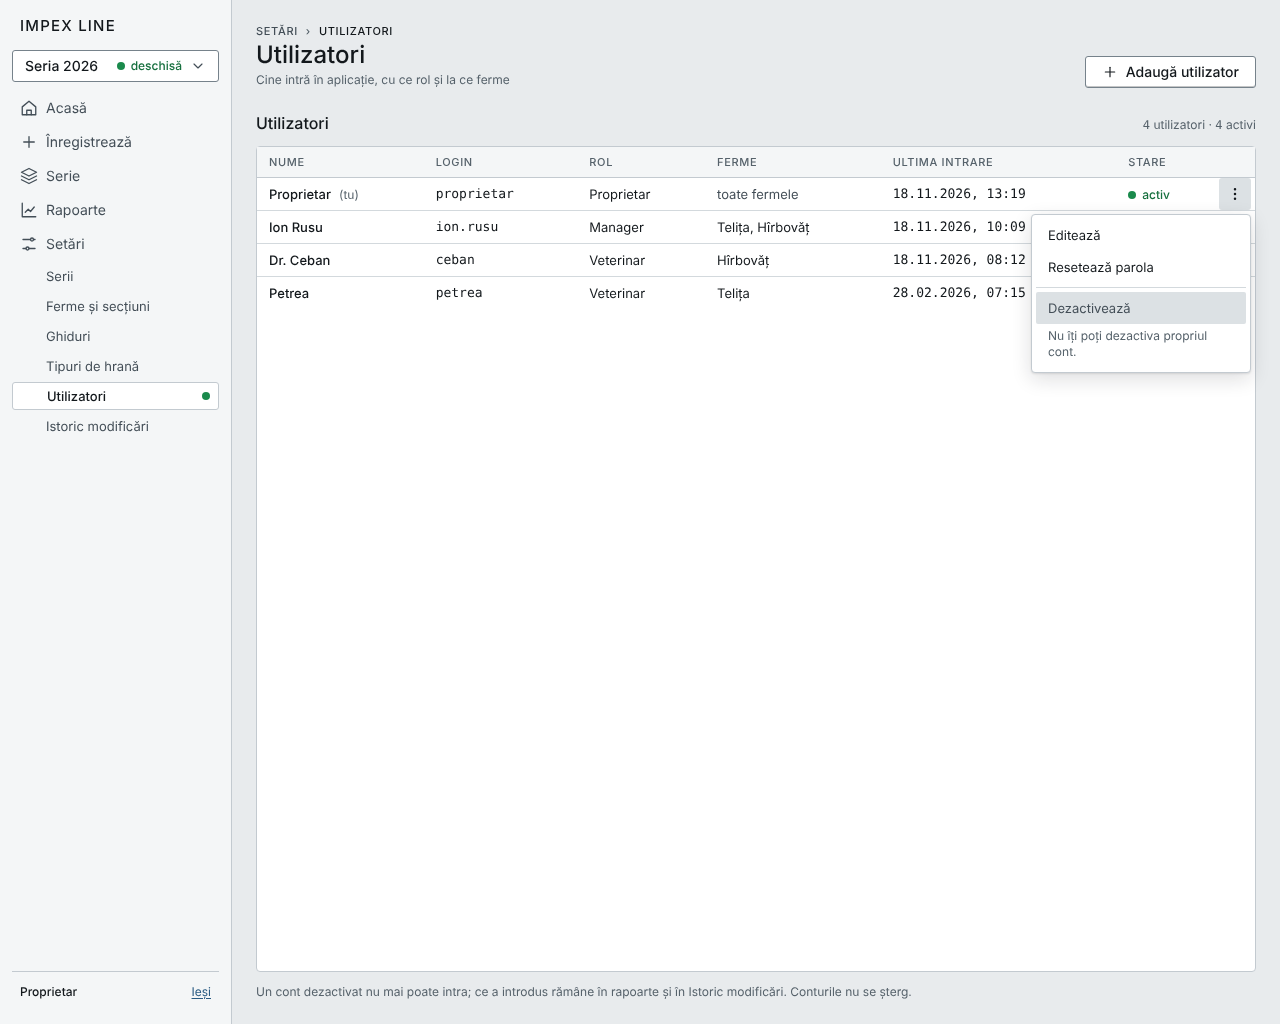 IMPEX LINE
Seria 2026 deschisă
Acasă
Înregistrează
Serie
Rapoarte
Setări
Serii
Ferme și secțiuni
Ghiduri
Tipuri de hrană
Utilizatori
Istoric modificări
Proprietar Ieși
SETĂRI › UTILIZATORI
Utilizatori
Cine intră în aplicație, cu ce rol și la ce ferme
+ Adaugă utilizator
Utilizatori 4 utilizatori · 4 activi
NUME LOGIN ROL FERME ULTIMA INTRARE STARE
Proprietar (tu) proprietar Proprietar toate fermele 18.11.2026, 13:19 activ
Ion Rusu ion.rusu Manager Telița, Hîrbovăț 18.11.2026, 10:09
Dr. Ceban ceban Veterinar Hîrbovăț 18.11.2026, 08:12
Petrea petrea Veterinar Telița 28.02.2026, 07:15
Editează
Resetează parola
Dezactivează
Nu îți poți dezactiva propriul
cont.
Un cont dezactivat nu mai poate intra; ce a introdus rămâne în rapoarte și în Istoric modificări. Conturile nu se șterg.